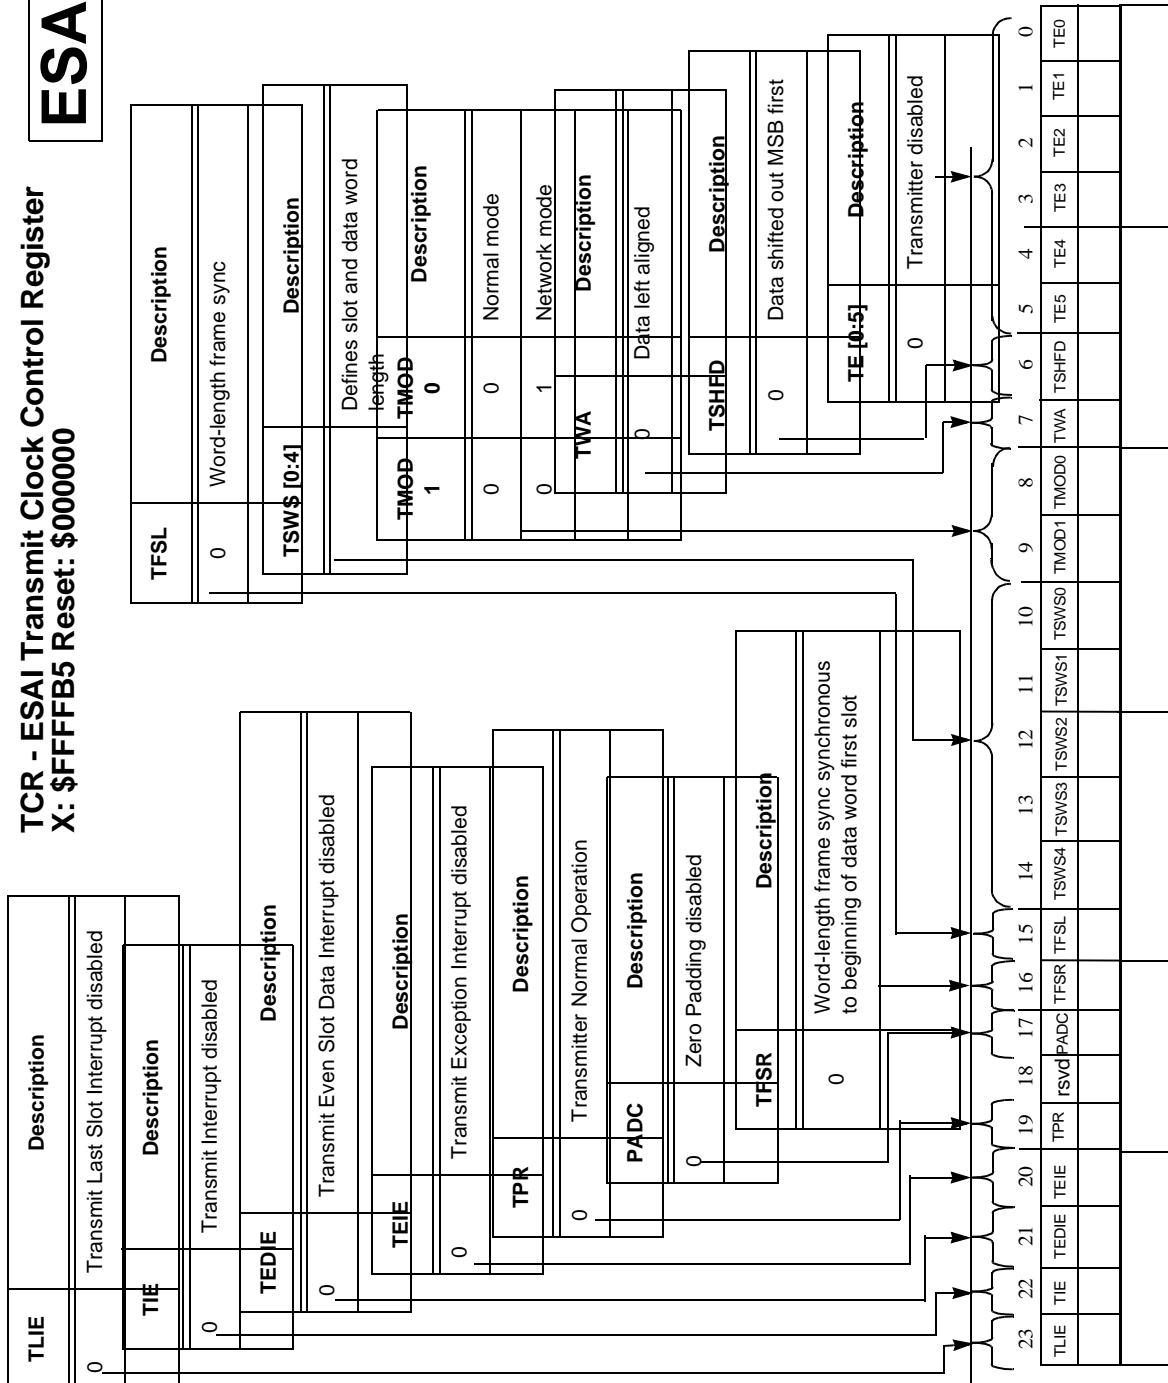 ESA
TCR - ESAI Transmit Clock Control Register
X: $FFFFB5 Reset: $000000
TLIE Description
0 Transmit Last Slot Interrupt disabled
TIE Description
0 Transmit Interrupt disabled
TEDIE Description
0 Transmit Even Slot Data Interrupt disabled
TEIE Description
0 Transmit Exception Interrupt disabled
TPR Description
0 Transmitter Normal Operation
PADC Description
0 Zero Padding disabled
TFSR Description
0 Word-length frame sync synchronous
to beginning of data word first slot
TFSL Description
0 Word-length frame sync
TSWS [0:4] Description
Defines slot and data word
length
TMOD TMOD Description
1 0
0 0 Normal mode
0 1 Network mode
TWA Description
0 Data left aligned
TSHFD Description
0 Data shifted out MSB first
TE [0:5] Description
0 Transmitter disabled
23 22 21 20 19 18 17 16 15 14 13 12 11 10 9 8 7 6 5 4 3 2 1 0
TLIE TIE TEDIE TEIE TPR rsvd PADC TFSR TFSL TSWS4 TSWS3 TSWS2 TSWS1 TSWS0 TMOD1 TMOD0 TWA TSHFD TE5 TE4 TE3 TE2 TE1 TE0